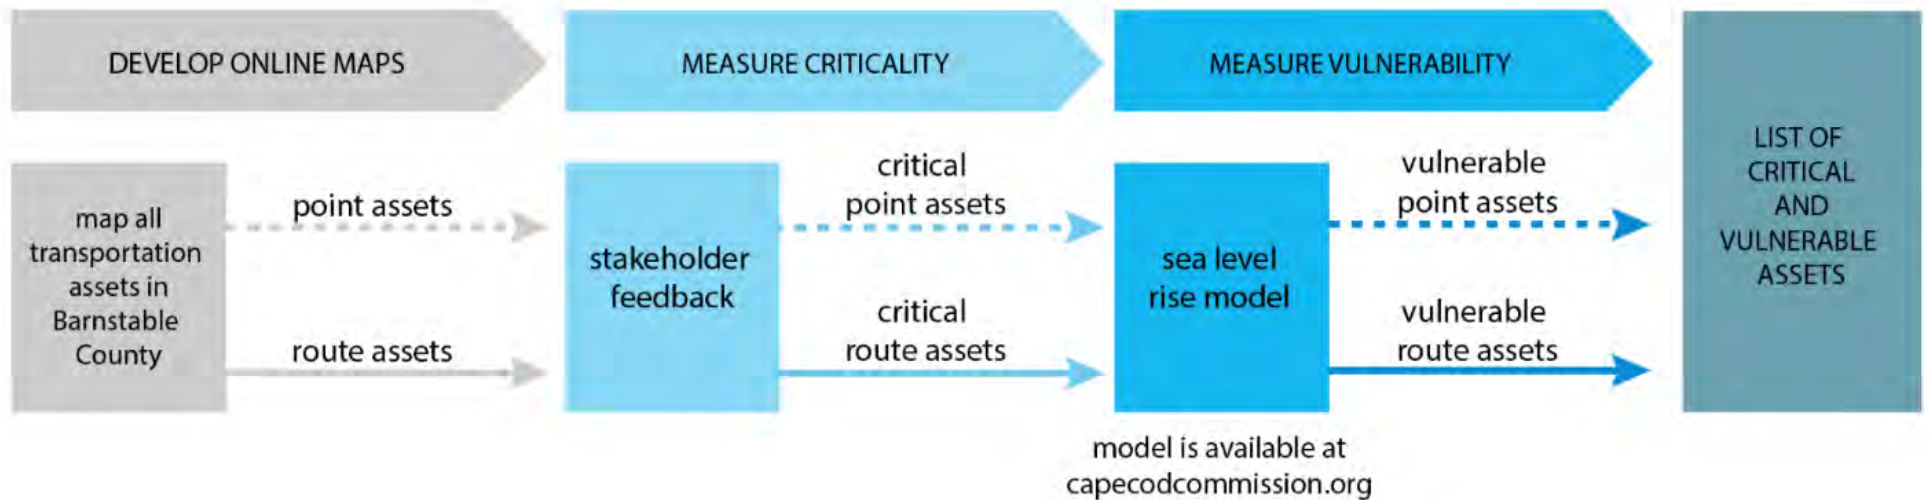 DEVELOP ONLINE MAPS
MEASURE CRITICALITY
MEASURE VULNERABILITY
map all
transportation
assets in
Barnstable
County
point assets
route assets
stakeholder
feedback
critical
point assets
critical
route assets
sea level
rise model
model is available at
capecodcommission.org
vulnerable
point assets
vulnerable
route assets
LIST OF
CRITICAL
AND
VULNERABLE
ASSETS